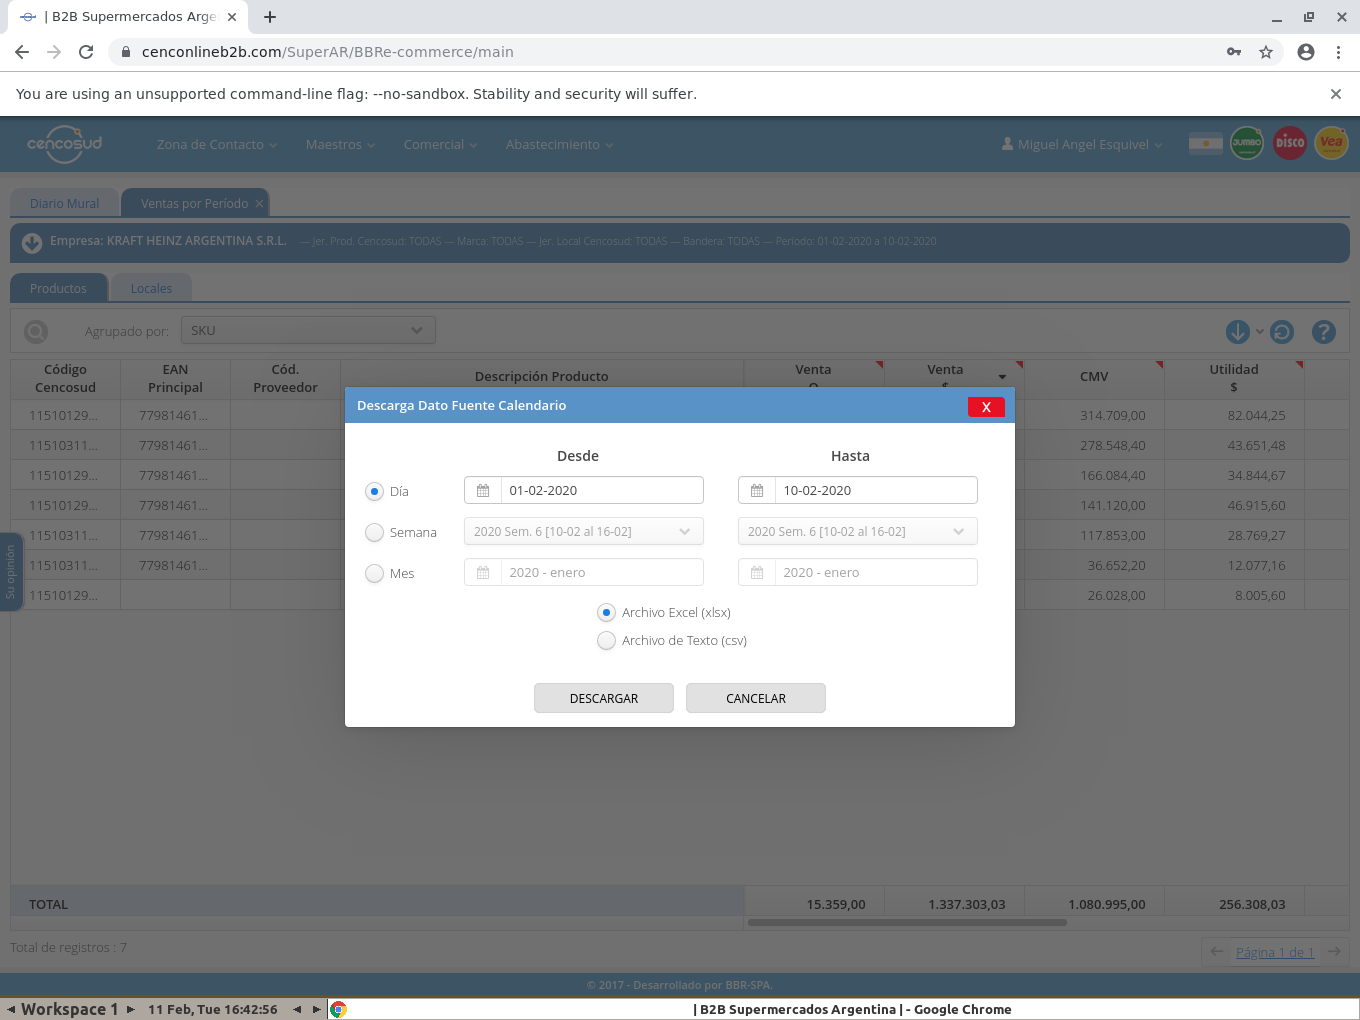 | B2B Supermercados Arge
cenconlineb2b.com/SuperAR/BBRe-commerce/main
You are using an unsupported command-line flag: --no-sandbox. Stability and security will suffer.
cencosud
Zona de Contacto
Maestros
Comercial
Abastecimiento
Miguel Angel Esquivel
JUMBO
DISCO
Vea
Diario Mural
Ventas por Período
Empresa: KRAFT HEINZ ARGENTINA S.R.L. — Jer. Prod. Cencosud: TODAS — Marca: TODAS — Jer. Local Cencosud: TODAS — Bandera: TODAS — Período: 01-02-2020 a 10-02-2020
Productos
Locales
Agrupado por: SKU
Código Cencosud
EAN Principal
Cód. Proveedor
Descripción Producto
Venta
Venta
$
CMV
Utilidad $
11510129... 77981461... 314.709,00 82.044,25
11510311... 77981461... 278.548,40 43.651,48
11510129... 77981461... 166.084,40 34.844,67
11510129... 77981461... 141.120,00 46.915,60
11510311... 77981461... 117.853,00 28.769,27
11510311... 77981461... 36.652,20 12.077,16
11510129... 26.028,00 8.005,60
Su opinión
Descarga Dato Fuente Calendario
X
Desde Hasta
Día 01-02-2020 10-02-2020
Semana 2020 Sem. 6 [10-02 al 16-02] 2020 Sem. 6 [10-02 al 16-02]
Mes 2020 - enero 2020 - enero
Archivo Excel (xlsx)
Archivo de Texto (csv)
DESCARGAR CANCELAR
TOTAL 15.359,00 1.337.303,03 1.080.995,00 256.308,03
Total de registros : 7
Página 1 de 1
© 2017 - Desarrollado por BBR-SPA.
Workspace 1
11 Feb, Tue 16:42:56
| B2B Supermercados Argentina | - Google Chrome